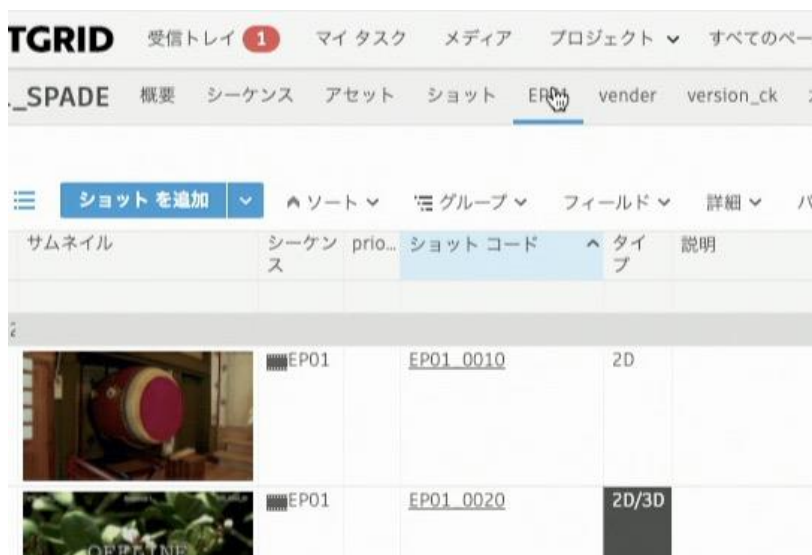 TGRID 受信トレイ 1 マイ タスク メディア プロジェクト すべてのペー
_SPADE 概要 シーケンス アセット ショット vender version_ck
ショット を追加 ソート グループ フィールド 詳細
サムネイル シーケンス prio... ショット コード タイプ 説明
EP01 EP01_0010 2D
EP01 EP01_0020 2D/3D
OFFLINE